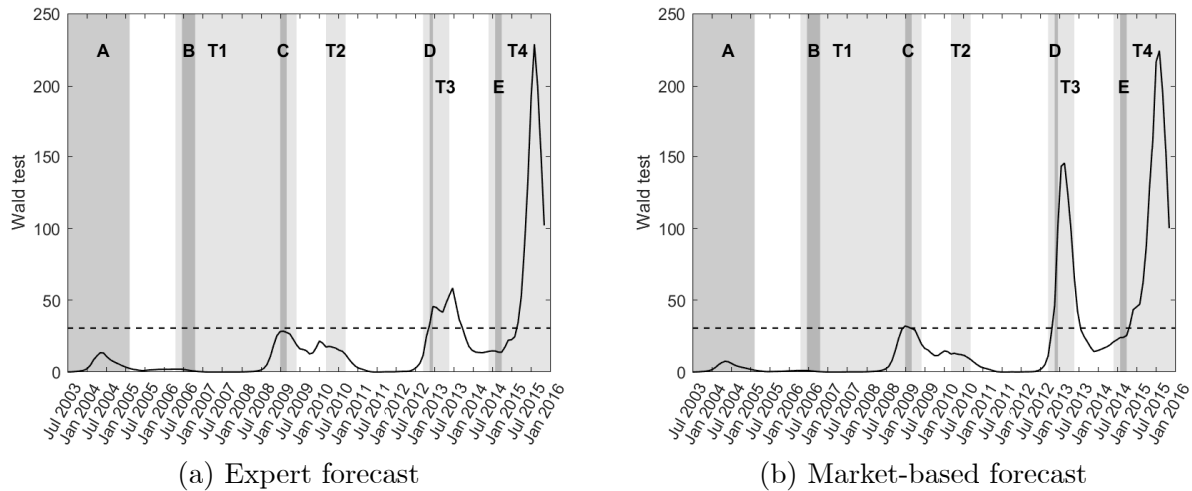 250
200
150
100
50
0
Wald test
A
B
T1
C
T2
D
T3
E
T4
Jul 2003
Jan 2004
Jul 2004
Jan 2005
Jul 2005
Jan 2006
Jul 2006
Jan 2007
Jul 2007
Jan 2008
Jul 2008
Jan 2009
Jul 2009
Jan 2010
Jul 2010
Jan 2011
Jul 2011
Jan 2012
Jul 2012
Jan 2013
Jul 2013
Jan 2014
Jul 2014
Jan 2015
Jul 2015
Jan 2016
(a) Expert forecast
250
200
150
100
50
0
Wald test
A
B
T1
C
T2
D
T3
E
T4
Jul 2003
Jan 2004
Jul 2004
Jan 2005
Jul 2005
Jan 2006
Jul 2006
Jan 2007
Jul 2007
Jan 2008
Jul 2008
Jan 2009
Jul 2009
Jan 2010
Jul 2010
Jan 2011
Jul 2011
Jan 2012
Jul 2012
Jan 2013
Jul 2013
Jan 2014
Jul 2014
Jan 2015
Jul 2015
Jan 2016
(b) Market-based forecast